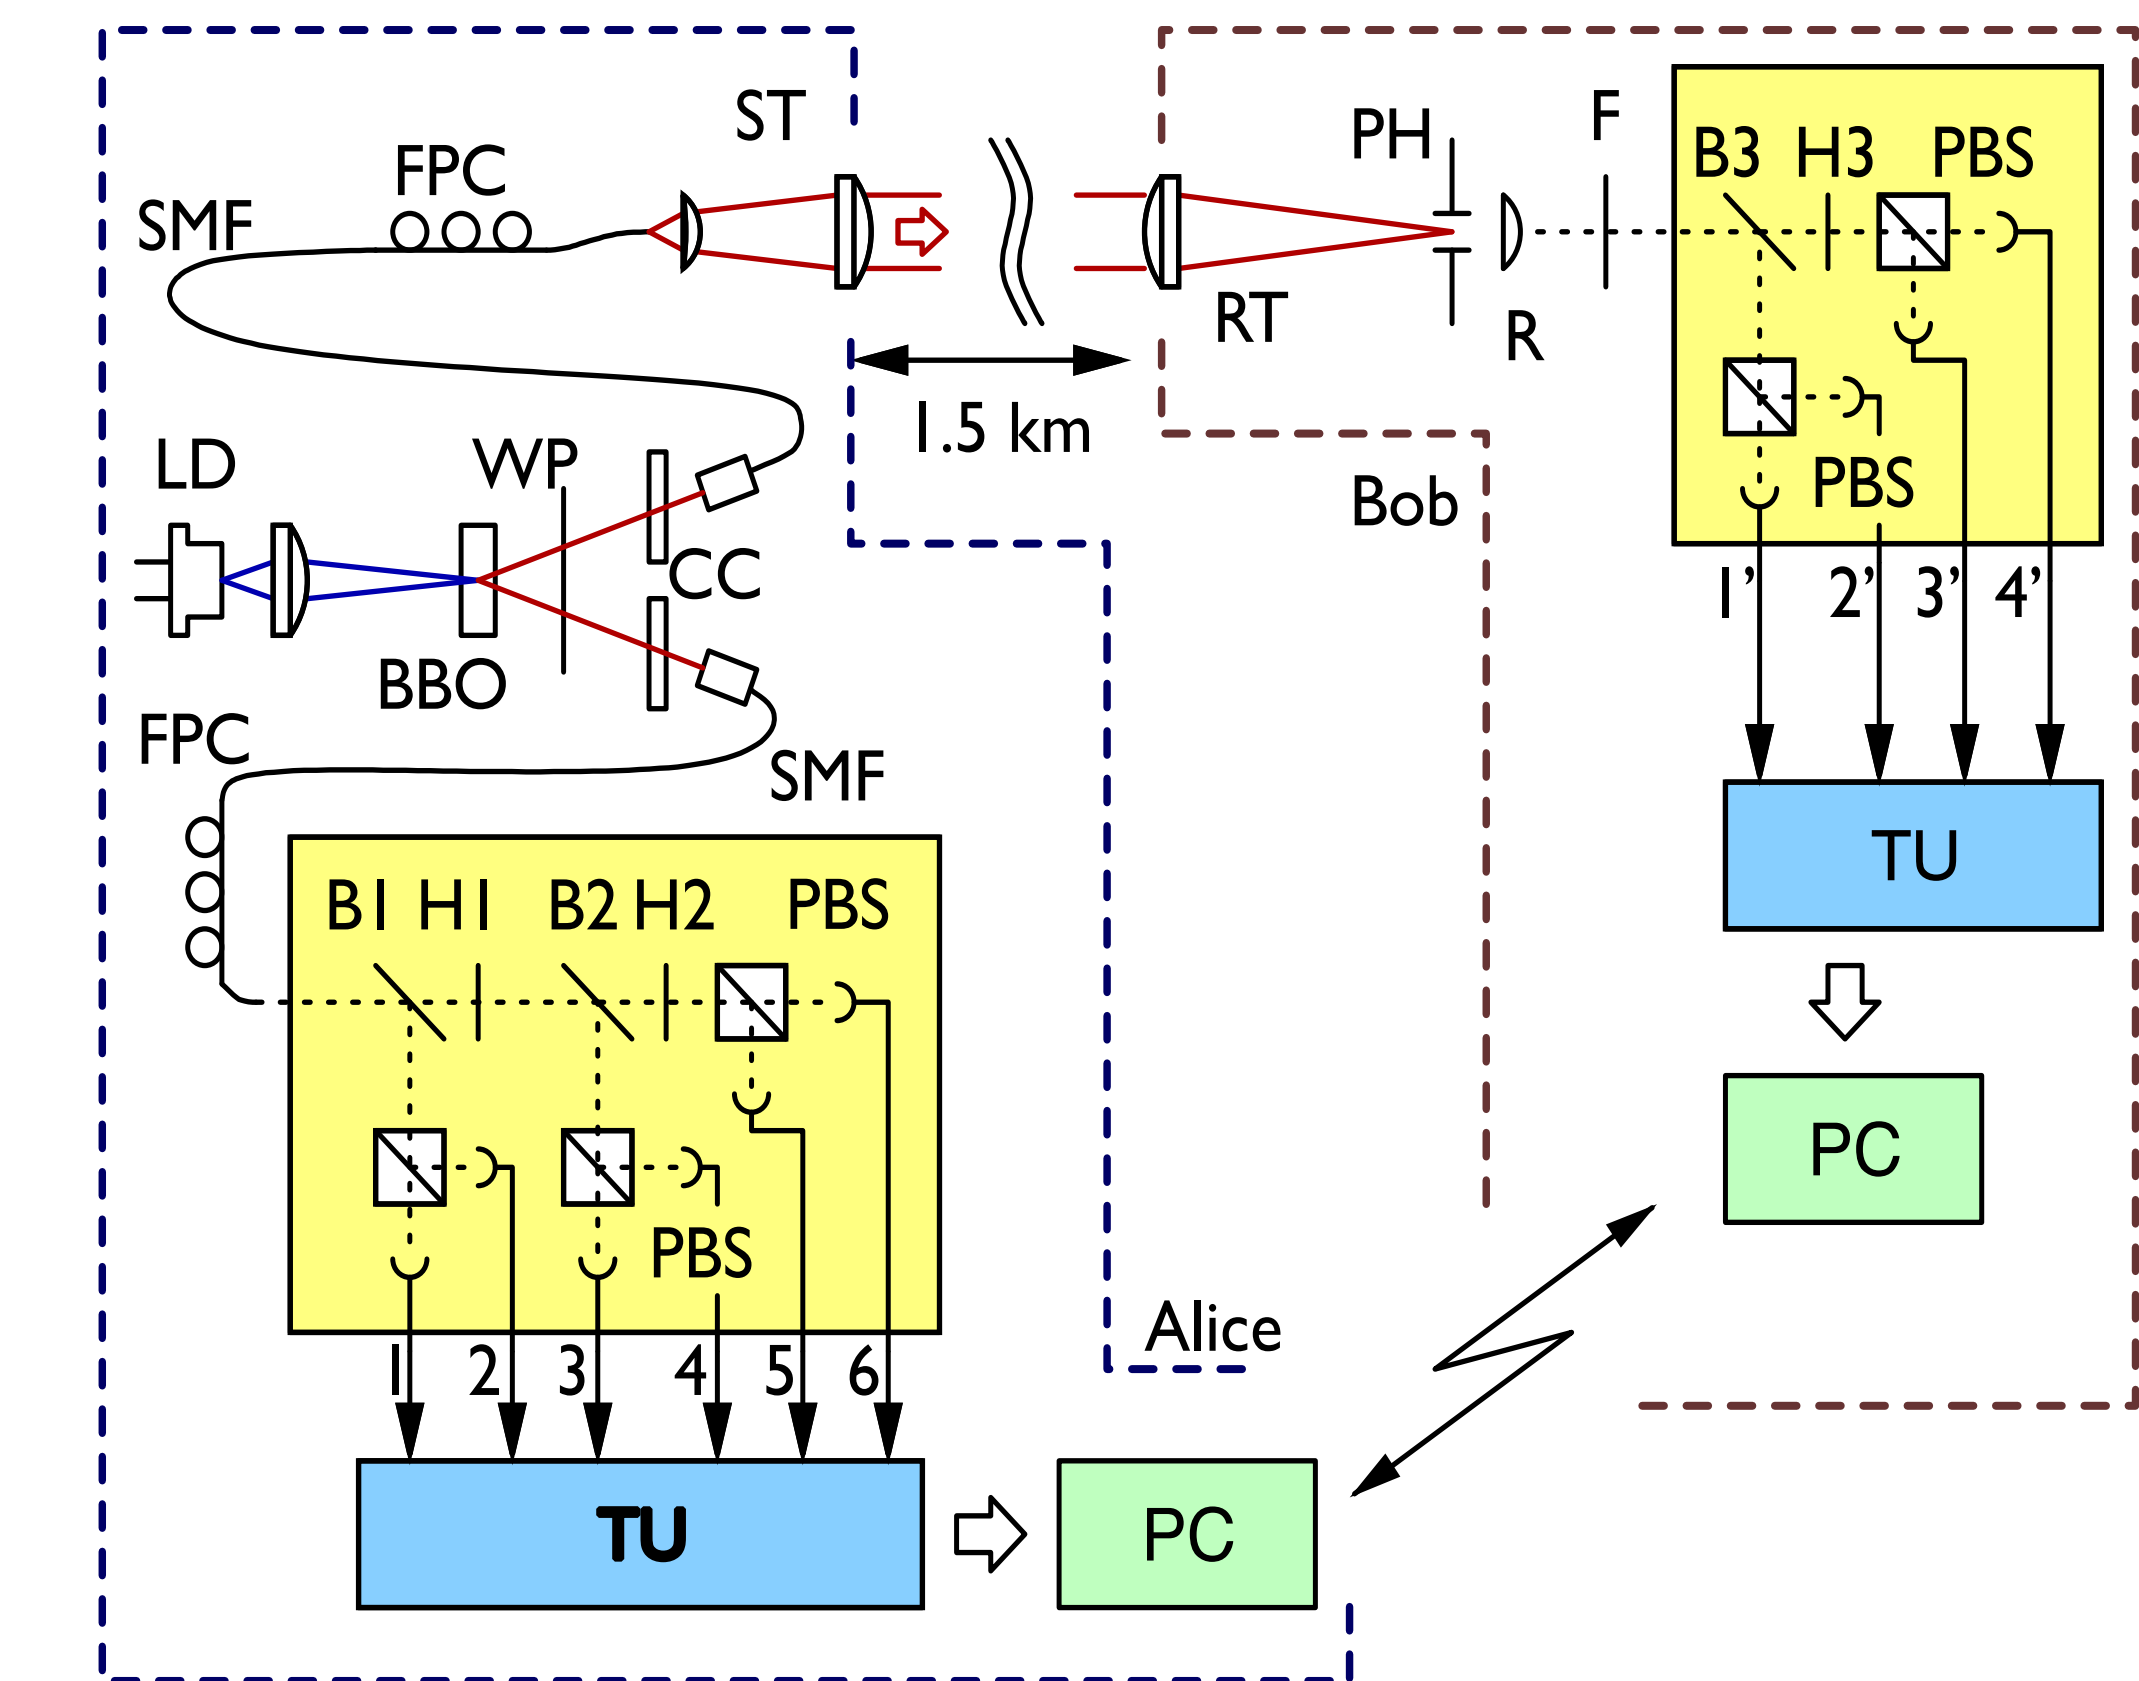 ST
PH
F
FPC
B3 H3 PBS
SMF
RT
R
1.5 km
LD
WP
Bob
PBS
CC
1’ 2’ 3’ 4’
BBO
FPC
SMF
TU
B1 H1 B2 H2 PBS
PC
PBS
Alice
1 2 3 4 5 6
TU
PC